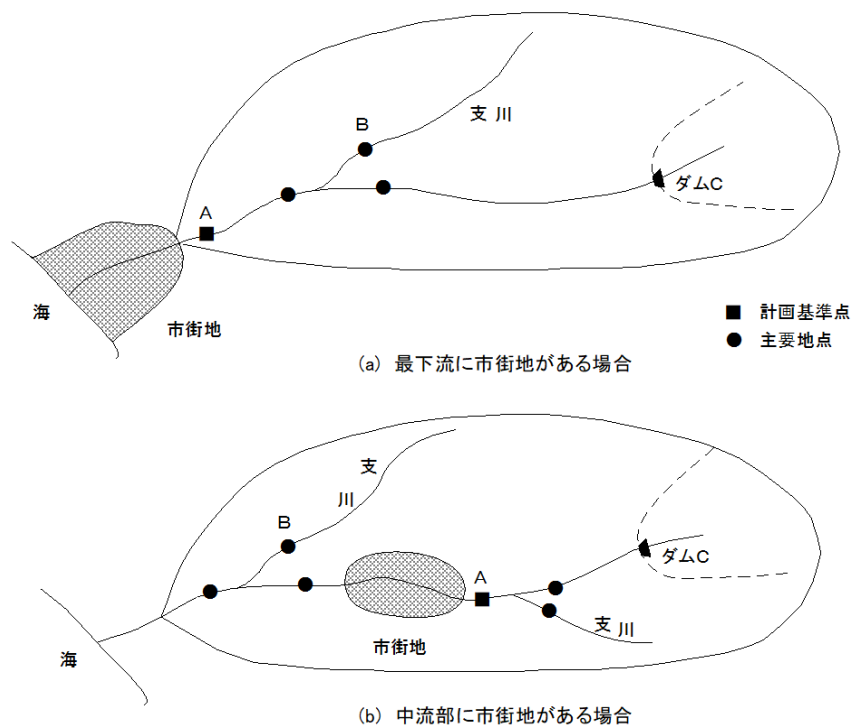 支川
B
ダムC
A
海
市街地
■ 計画基準点
● 主要地点
(a) 最下流に市街地がある場合
支川
B
ダムC
A
支川
市街地
海
(b) 中流部に市街地がある場合